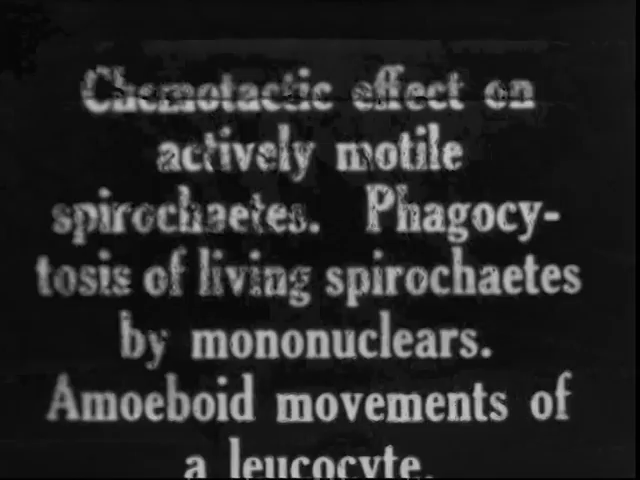 Chemotactic effect on
actively motile
spirochaetes. Phagocy-
tosis of living spirochaetes
by mononuclears.
Amoeboid movements of
a leucocyte.